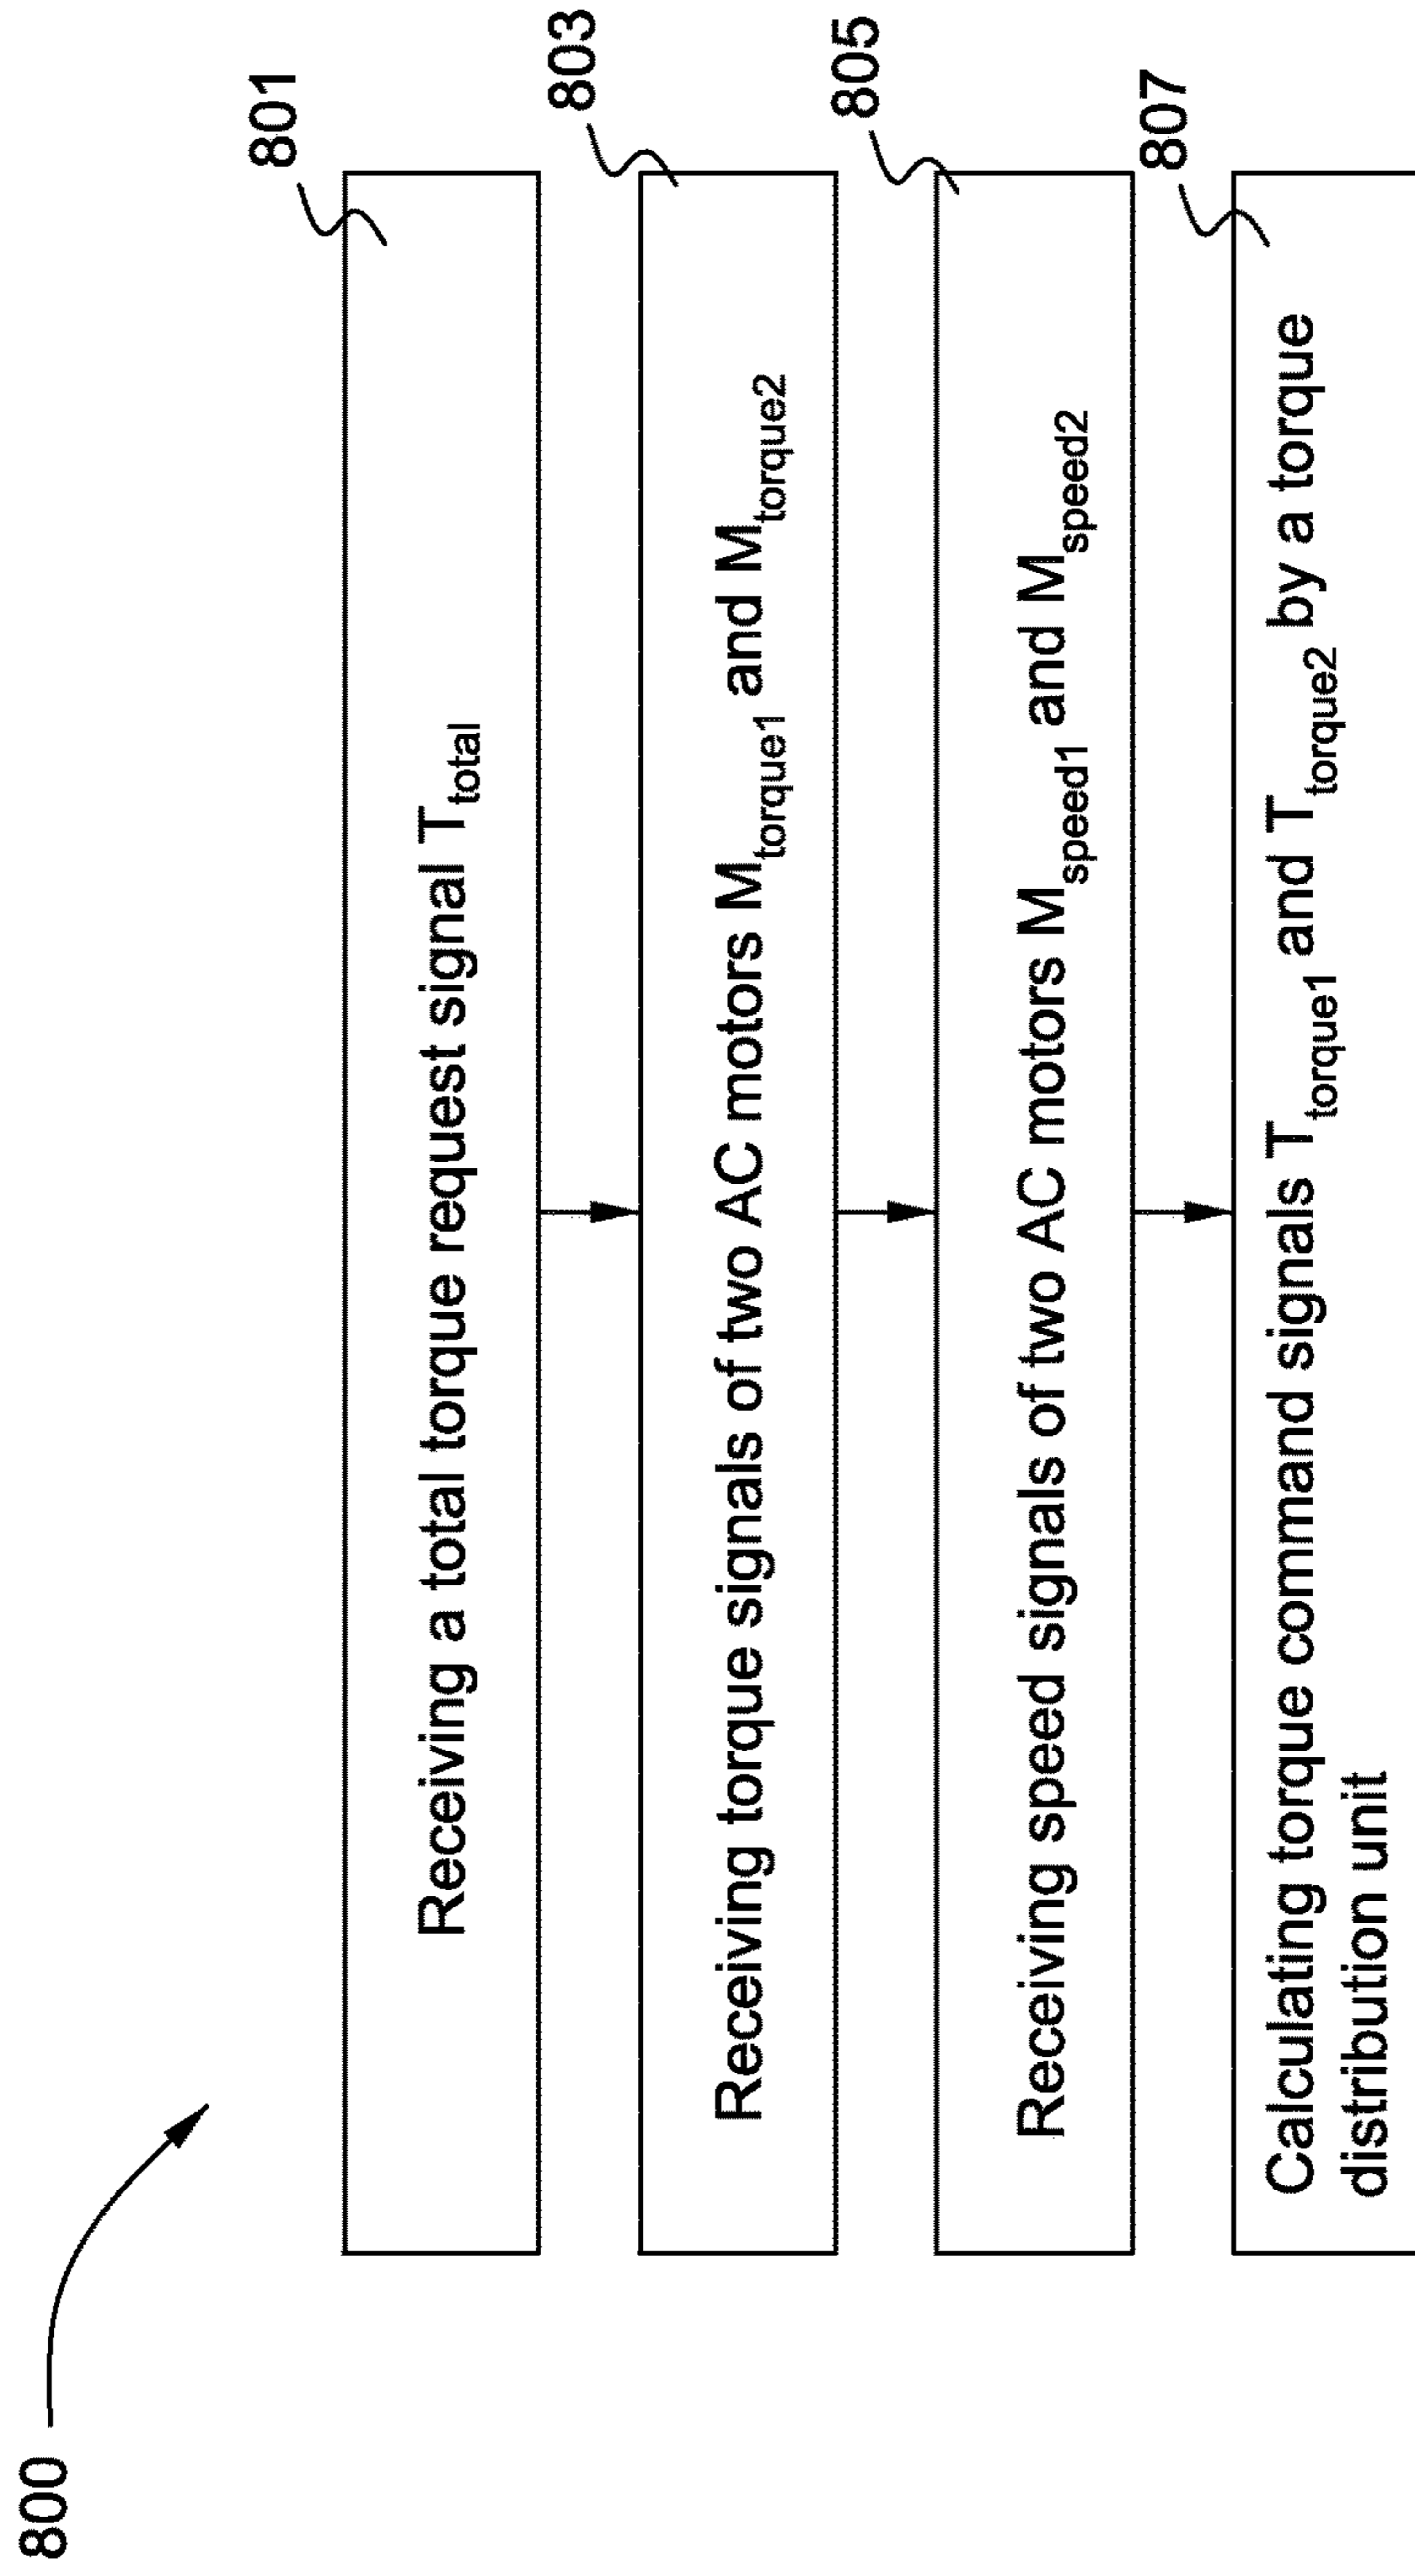 800
801
Receiving a total torque request signal T_total
803
Receiving torque signals of two AC motors M_torque1 and M_torque2
805
Receiving speed signals of two AC motors M_speed1 and M_speed2
807
Calculating torque command signals T_torque1 and T_torque2 by a torque
distribution unit